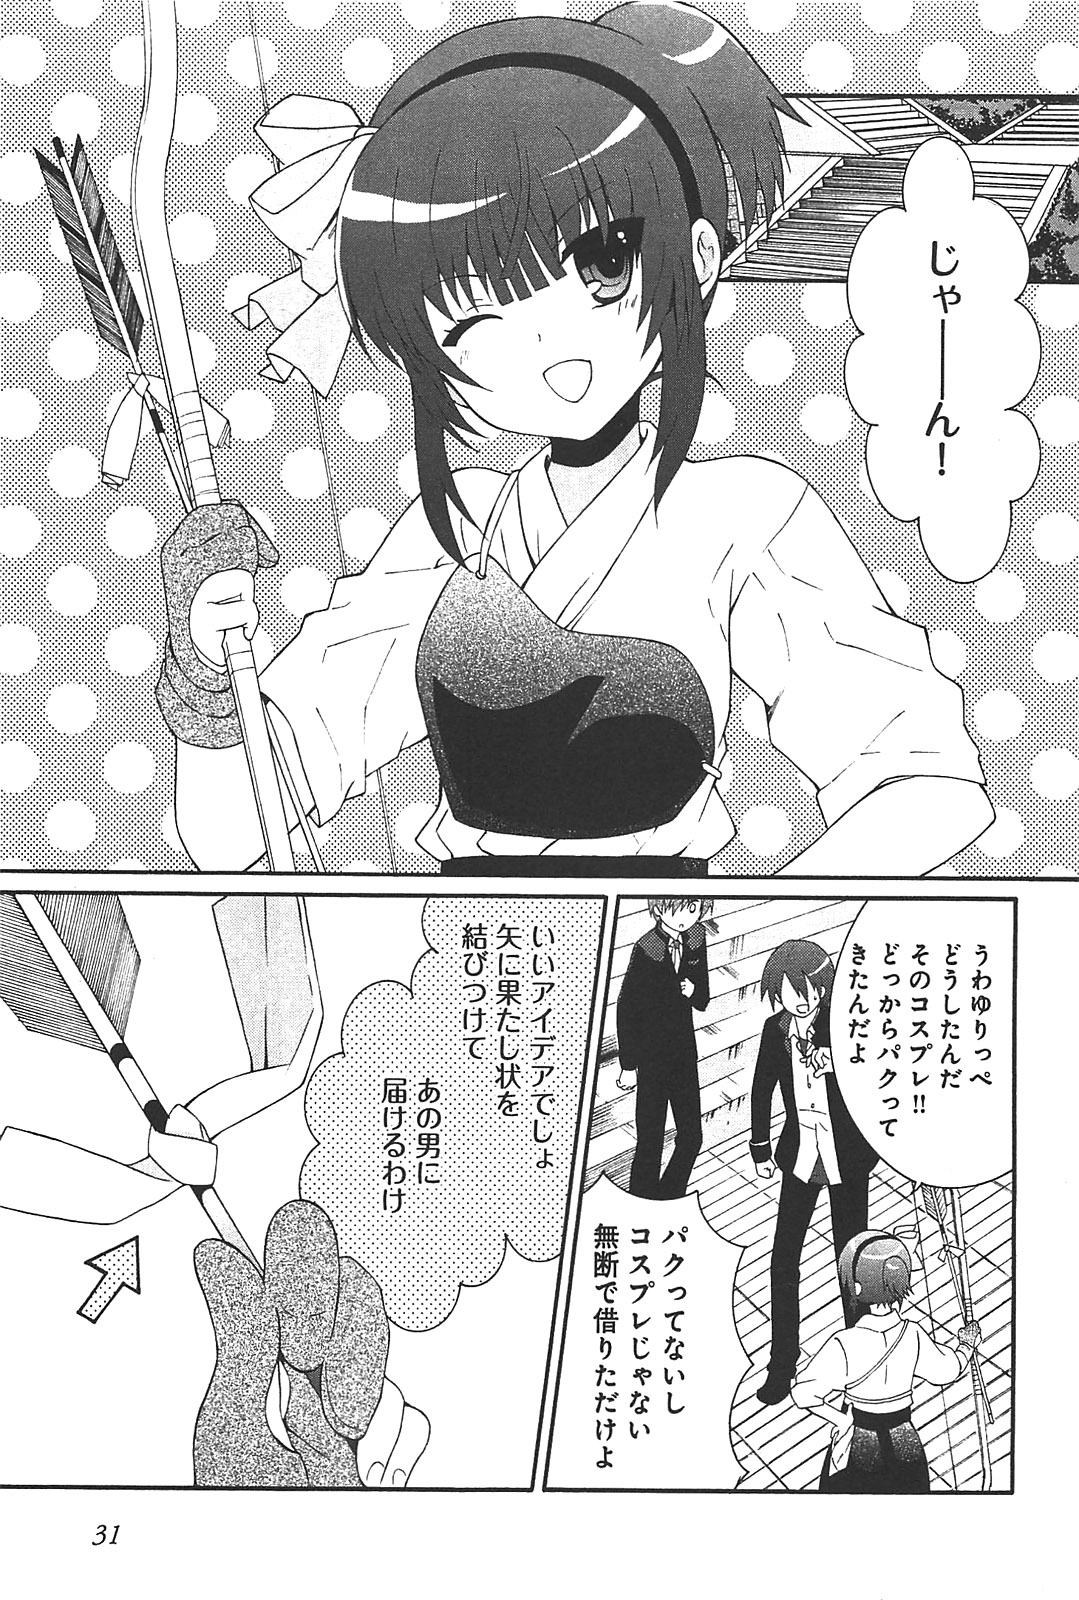 じゃ――ん！
うわゆりっぺ
どうしたんだ
そのコスプレ!!
どっからパクって
きたんだよ
パクってないし
コスプレじゃない
無断で借りただけよ
いいアイデアでしょ
矢に果たし状を
結びつけて
あの男に
届けるわけ
31